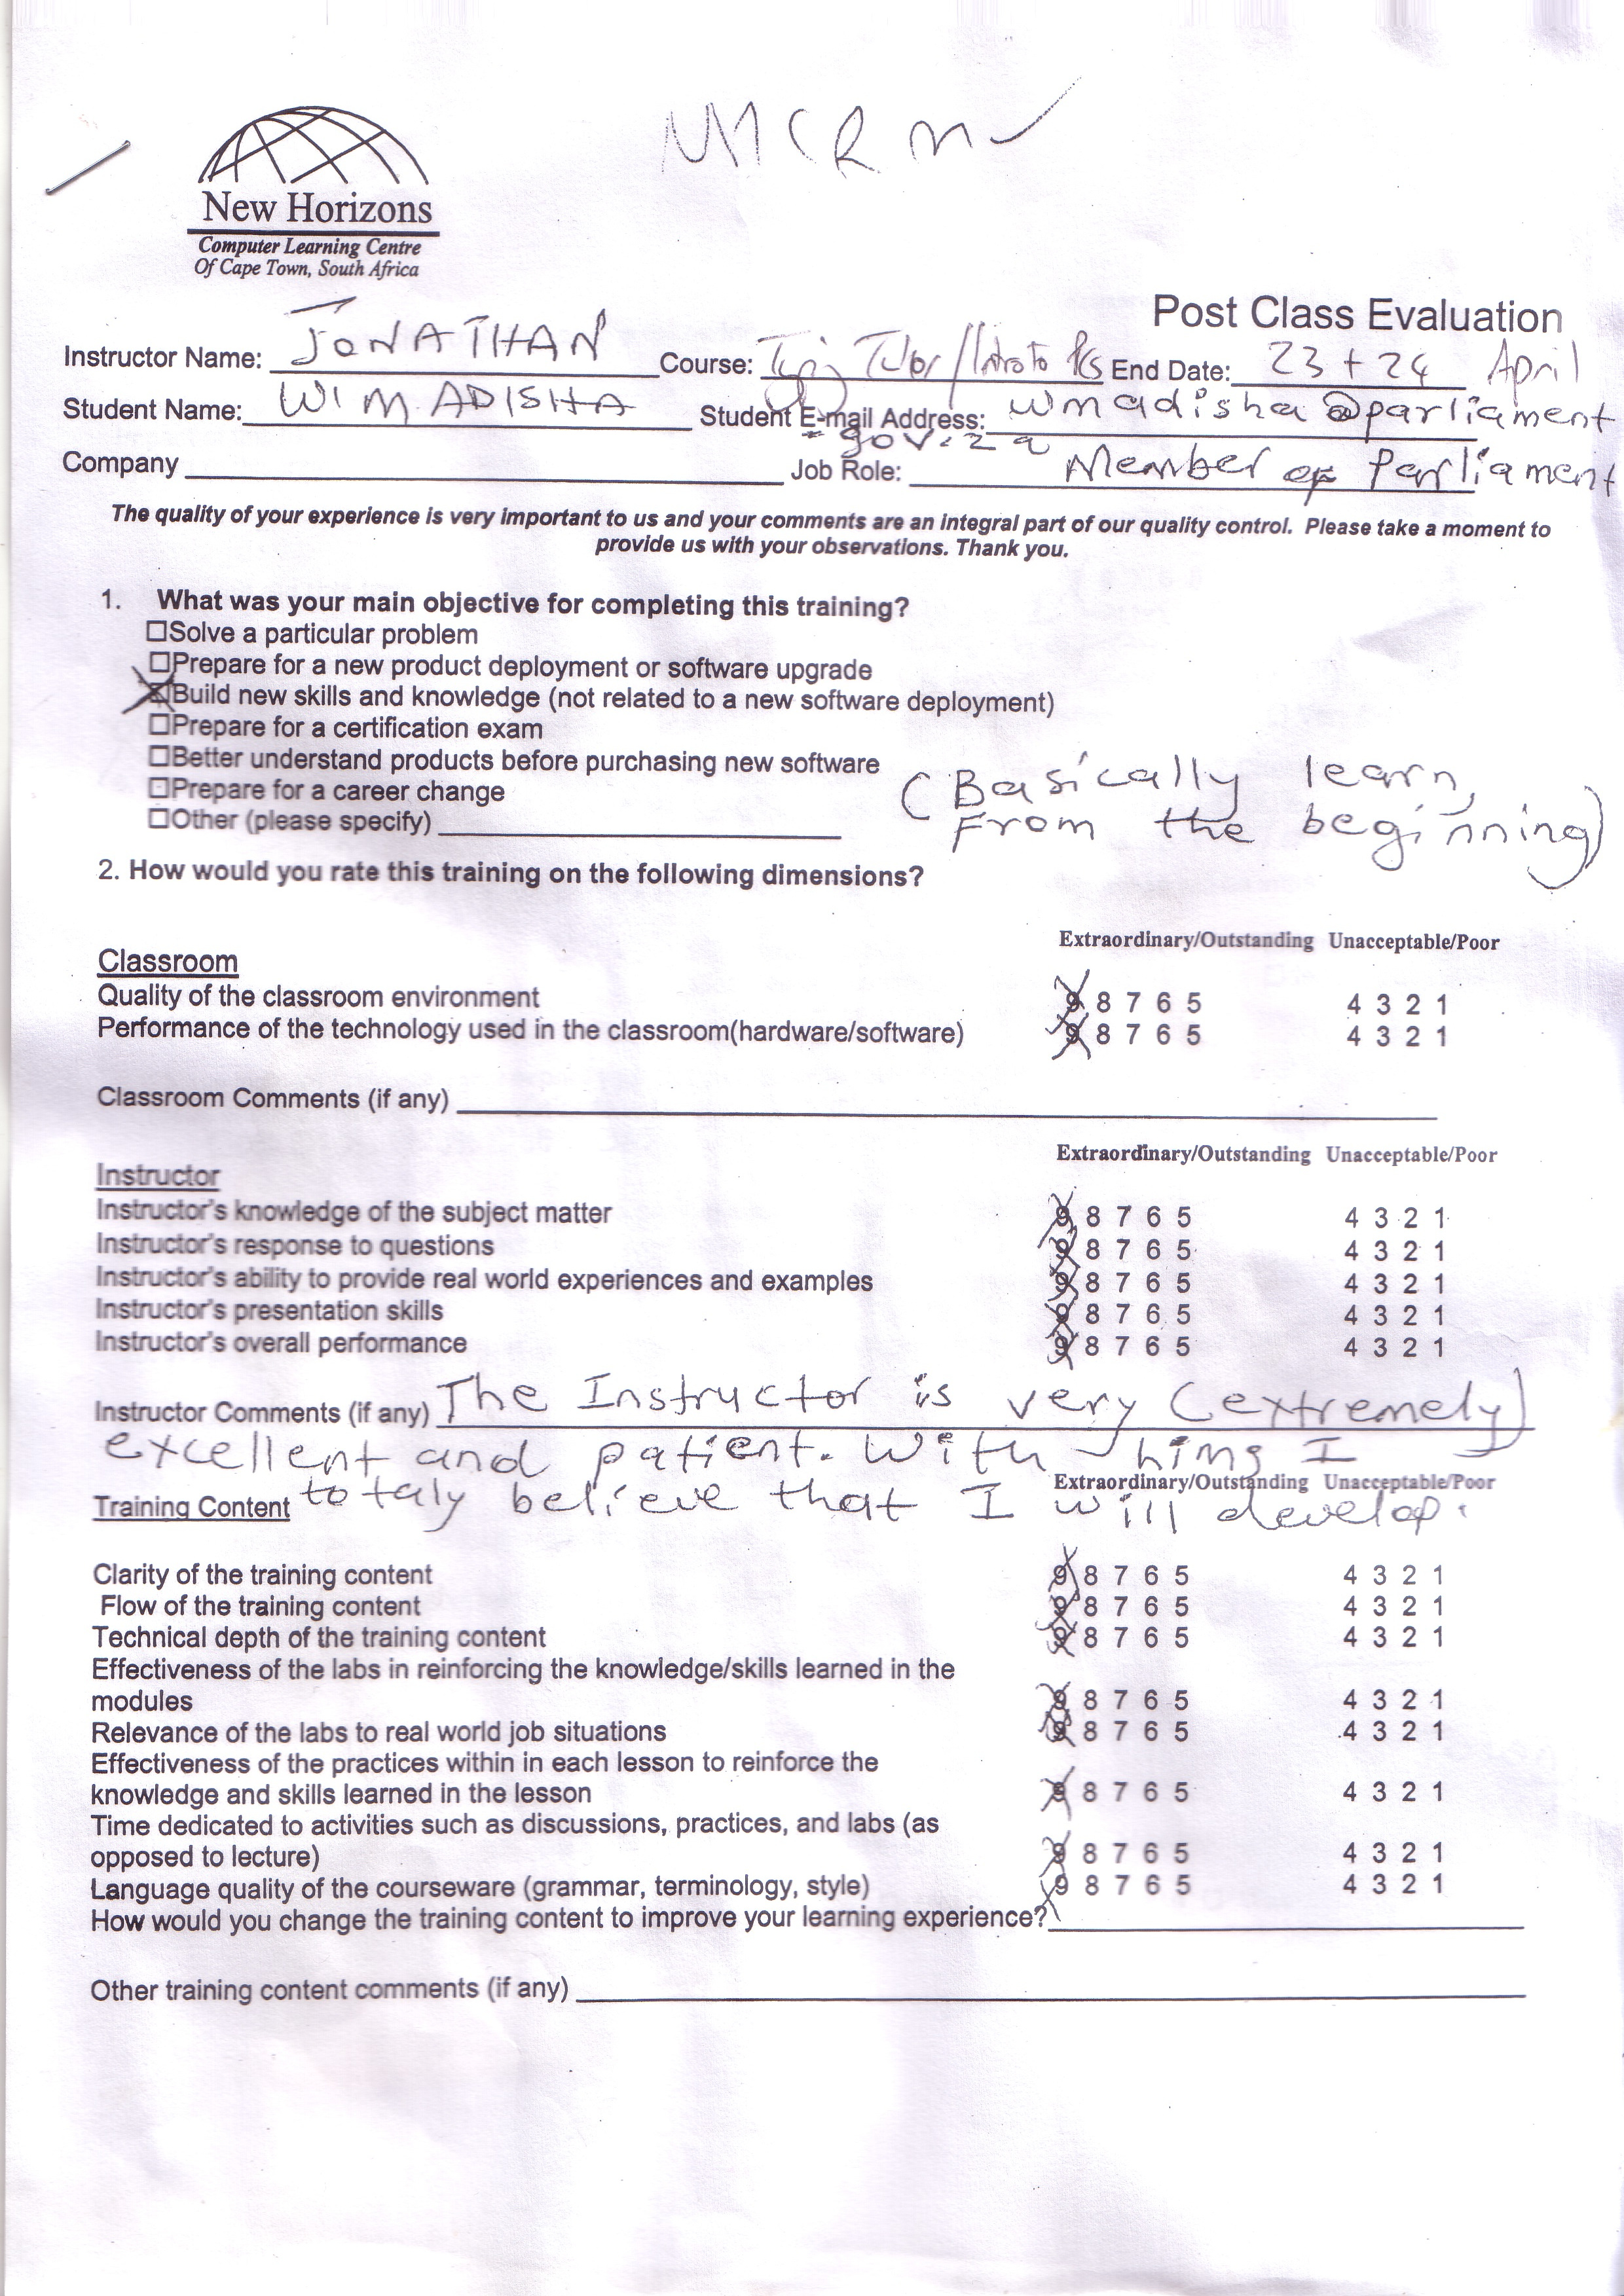 New Horizons
Computer Learning Centre
Of Cape Town, South Africa
Post Class Evaluation
Instructor Name: JONATHAN Course: Tutor/Intro to PCs End Date: 23 + 24 April
Student Name: WI MADISHA Student E-mail Address: wmadisha@parliament
.gov.za
Company Job Role: Member of Parliament
The quality of your experience is very important to us and your comments are an integral part of our quality control. Please take a moment to
provide us with your observations. Thank you.
1. What was your main objective for completing this training?
☐Solve a particular problem
☐Prepare for a new product deployment or software upgrade
☒Build new skills and knowledge (not related to a new software deployment)
☐Prepare for a certification exam
☐Better understand products before purchasing new software
☐Prepare for a career change
☐Other (please specify)
(Basically learn,
From the beginning)
2. How would you rate this training on the following dimensions?
Extraordinary/Outstanding Unacceptable/Poor
Classroom
Quality of the classroom environment 9 8 7 6 5 4 3 2 1
Performance of the technology used in the classroom(hardware/software) 9 8 7 6 5 4 3 2 1
Classroom Comments (if any)
Extraordinary/Outstanding Unacceptable/Poor
Instructor
Instructor's knowledge of the subject matter 9 8 7 6 5 4 3 2 1
Instructor's response to questions 9 8 7 6 5 4 3 2 1
Instructor's ability to provide real world experiences and examples 9 8 7 6 5 4 3 2 1
Instructor's presentation skills 9 8 7 6 5 4 3 2 1
Instructor's overall performance 9 8 7 6 5 4 3 2 1
Instructor Comments (if any) The Instructor is very (extremely)
excellent and patient. With hing I
Extraordinary/Outstanding Unacceptable/Poor
Training Content totaly believe that I will develop.
Clarity of the training content 9 8 7 6 5 4 3 2 1
Flow of the training content 9 8 7 6 5 4 3 2 1
Technical depth of the training content 9 8 7 6 5 4 3 2 1
Effectiveness of the labs in reinforcing the knowledge/skills learned in the
modules 9 8 7 6 5 4 3 2 1
Relevance of the labs to real world job situations 9 8 7 6 5 4 3 2 1
Effectiveness of the practices within in each lesson to reinforce the
knowledge and skills learned in the lesson 9 8 7 6 5 4 3 2 1
Time dedicated to activities such as discussions, practices, and labs (as
opposed to lecture) 9 8 7 6 5 4 3 2 1
Language quality of the courseware (grammar, terminology, style) 9 8 7 6 5 4 3 2 1
How would you change the training content to improve your learning experience?
Other training content comments (if any)